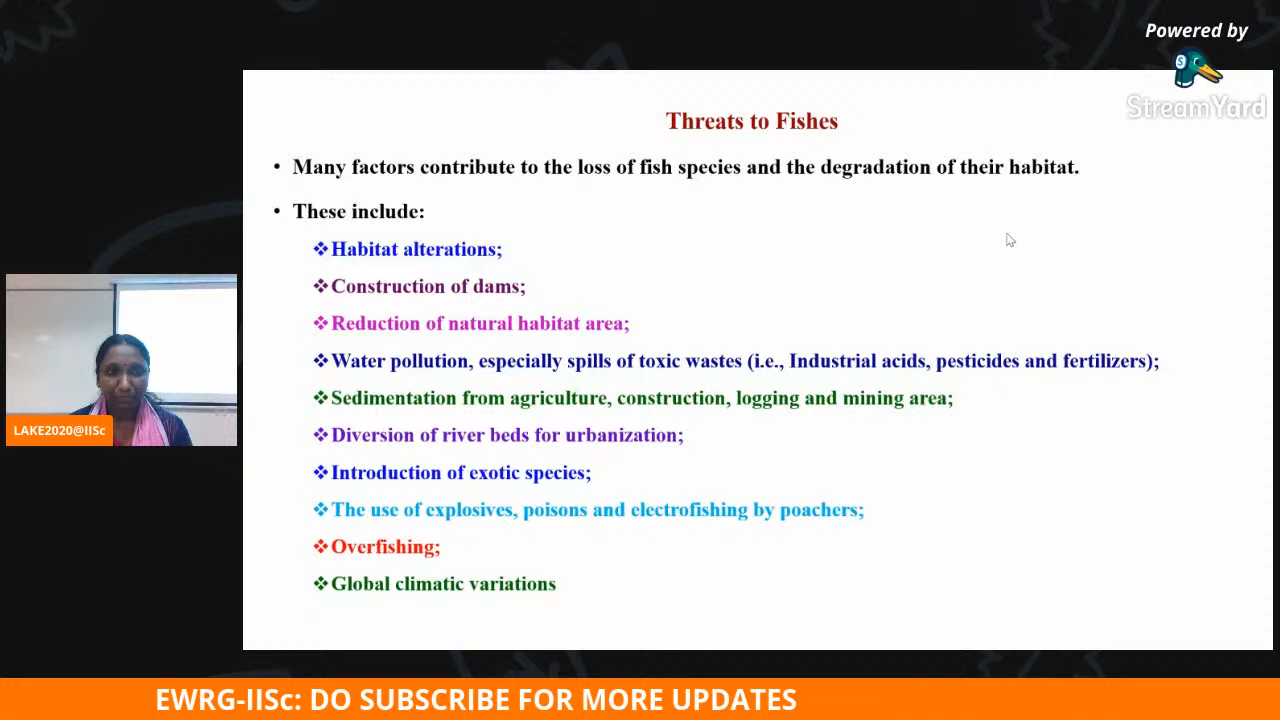 Powered by
StreamYard
Threats to Fishes
• Many factors contribute to the loss of fish species and the degradation of their habitat.
• These include:
❖Habitat alterations;
❖Construction of dams;
❖Reduction of natural habitat area;
❖Water pollution, especially spills of toxic wastes (i.e., Industrial acids, pesticides and fertilizers);
❖Sedimentation from agriculture, construction, logging and mining area;
❖Diversion of river beds for urbanization;
❖Introduction of exotic species;
❖The use of explosives, poisons and electrofishing by poachers;
❖Overfishing;
❖Global climatic variations
LAKE2020@IISc
EWRG-IISc: DO SUBSCRIBE FOR MORE UPDATES